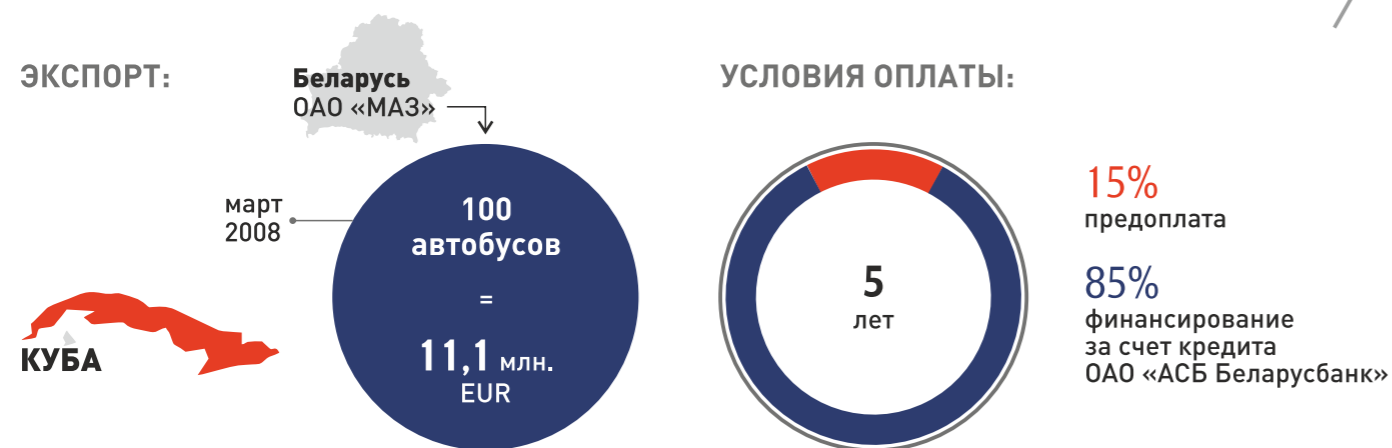 ЭКСПОРТ:
Беларусь
ОАО «МАЗ»
март
2008
100
автобусов
=
11,1 млн.
EUR
КУБА
УСЛОВИЯ ОПЛАТЫ:
5
лет
15%
предоплата
85%
финансирование
за счет кредита
ОАО «АСБ Беларусбанк»